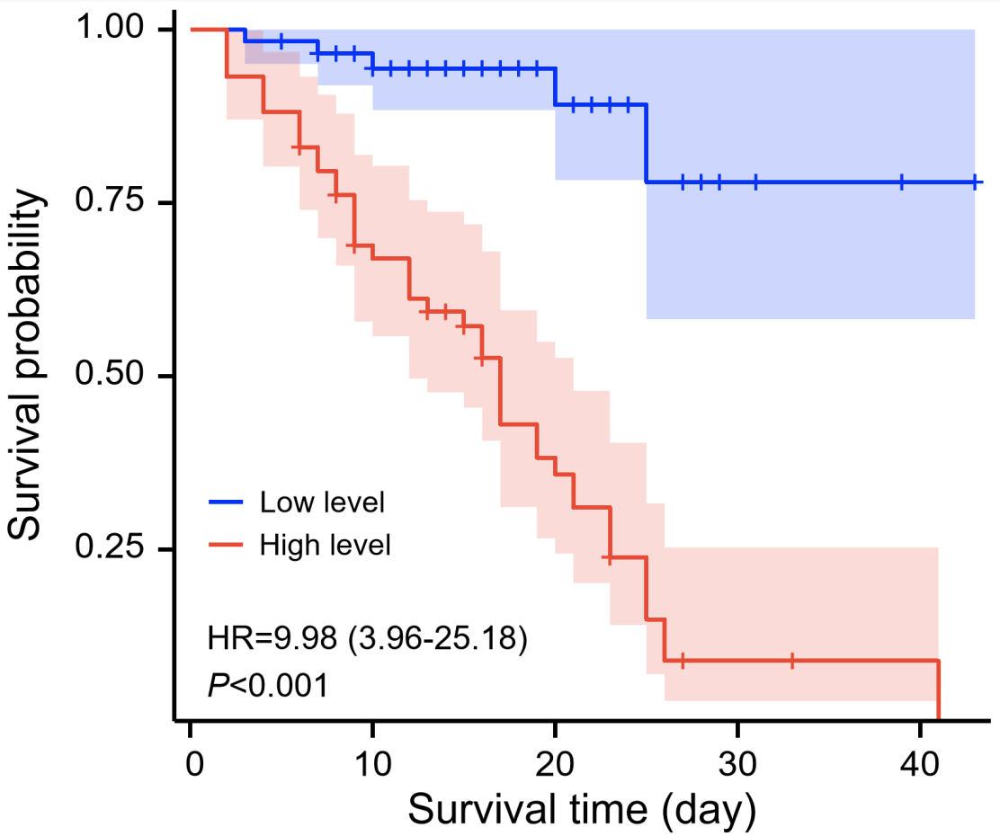 Survival probability
1.00
0.75
0.50
0.25
Low level
High level
HR=9.98 (3.96-25.18)
P<0.001
0 10 20 30 40
Survival time (day)